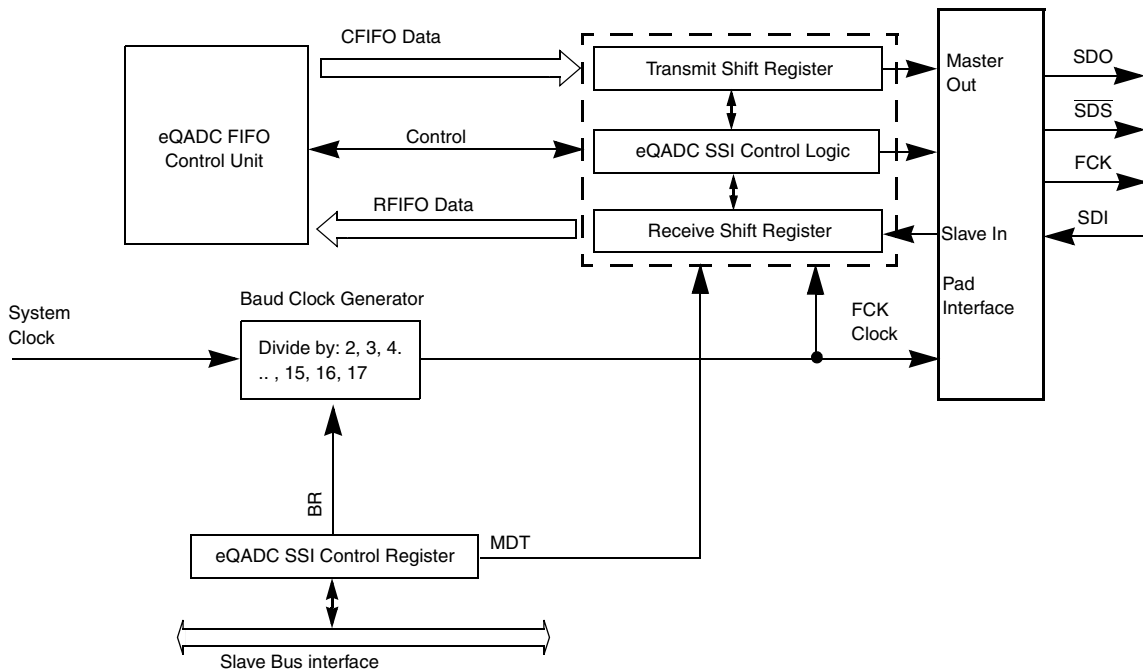 CFIFO Data
Transmit Shift Register
Master
Out
SDO
SDS
eQADC FIFO
Control Unit
Control
eQADC SSI Control Logic
FCK
RFIFO Data
Receive Shift Register
Slave In
SDI
Pad
Interface
System
Clock
Baud Clock Generator
Divide by: 2, 3, 4.
.. , 15, 16, 17
FCK
Clock
BR
eQADC SSI Control Register
MDT
Slave Bus interface